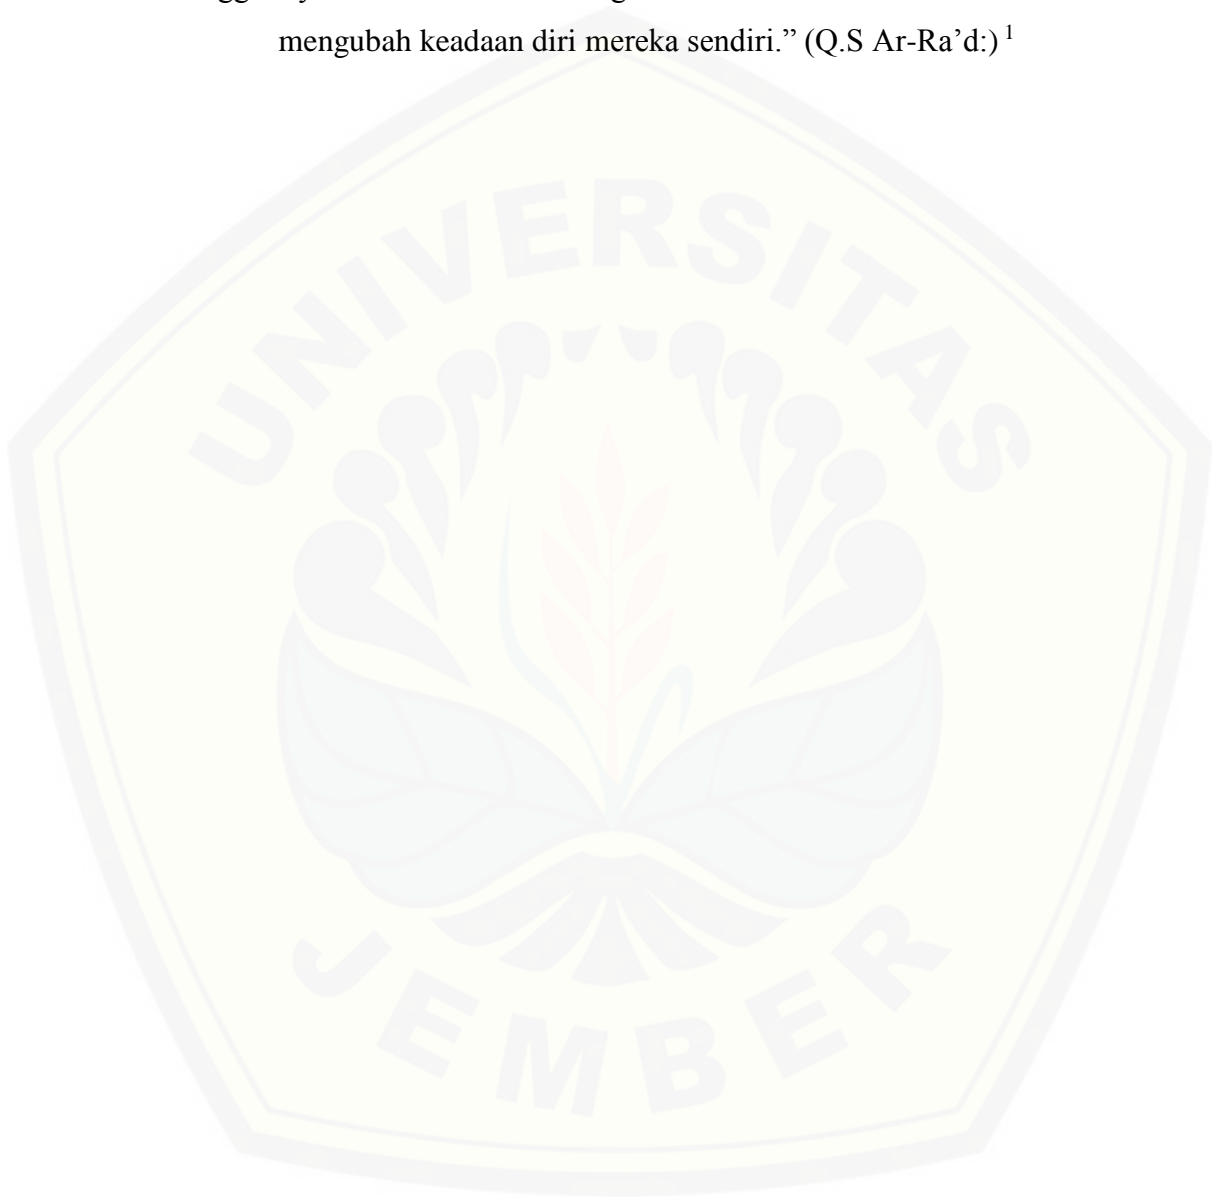 mengubah keadaan diri mereka sendiri.” (Q.S Ar-Ra’d:) 1
UNIVERSITAS
JEMBER